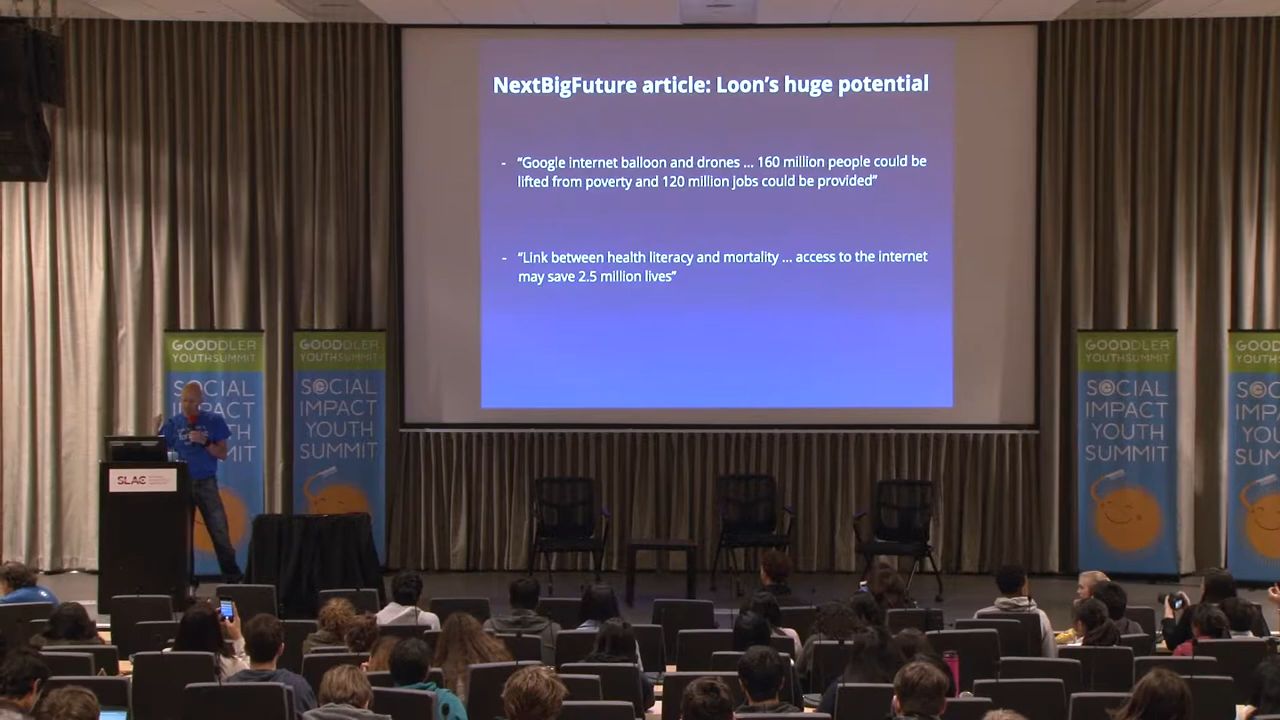 NextBigFuture article: Loon's huge potential
- "Google internet balloon and drones ... 160 million people could be
lifted from poverty and 120 million jobs could be provided"
- "Link between health literacy and mortality ... access to the internet
may save 2.5 million lives"
GOODDLER
YOUTHSUMMIT
SOCIAL
IMPACT
MIT
GOODDLER
YOUTHSUMMIT
SOCIAL
IMPACT
YOUTH
SUMMIT
SLAC
GOODDLER
YOUTHSUMMIT
SOCIAL
IMPACT
YOUTH
SUMMIT
GOOD
YOUTH